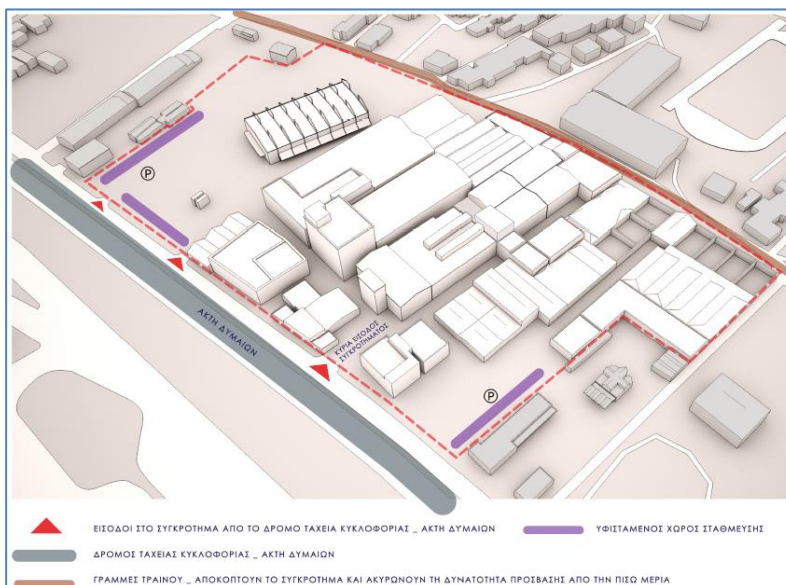 Ⓟ
ΑΚΤΗ ΔΥΜΑΙΩΝ
ΚΥΡΙΑ ΕΙΣΟΔΟΣ
ΣΥΓΚΡΟΤΗΜΑΤΟΣ
Ⓟ
ΕΙΣΟΔΟΙ ΣΤΟ ΣΥΓΚΡΟΤΗΜΑ ΑΠΟ ΤΟ ΔΡΟΜΟ ΤΑΧΕΙΑ ΚΥΚΛΟΦΟΡΙΑΣ _ ΑΚΤΗ ΔΥΜΑΙΩΝ
ΥΦΙΣΤΑΜΕΝΟΣ ΧΩΡΟΣ ΣΤΑΘΜΕΥΣΗΣ
ΔΡΟΜΟΣ ΤΑΧΕΙΑΣ ΚΥΚΛΟΦΟΡΙΑΣ _ ΑΚΤΗ ΔΥΜΑΙΩΝ
ΓΡΑΜΜΕΣ ΤΡΑΙΝΟΥ _ ΑΠΟΚΟΠΤΟΥΝ ΤΟ ΣΥΓΚΡΟΤΗΜΑ ΚΑΙ ΑΚΥΡΩΝΟΥΝ ΤΗ ΔΥΝΑΤΟΤΗΤΑ ΠΡΟΣΒΑΣΗΣ ΑΠΟ ΤΗΝ ΠΙΣΩ ΜΕΡΙΑ